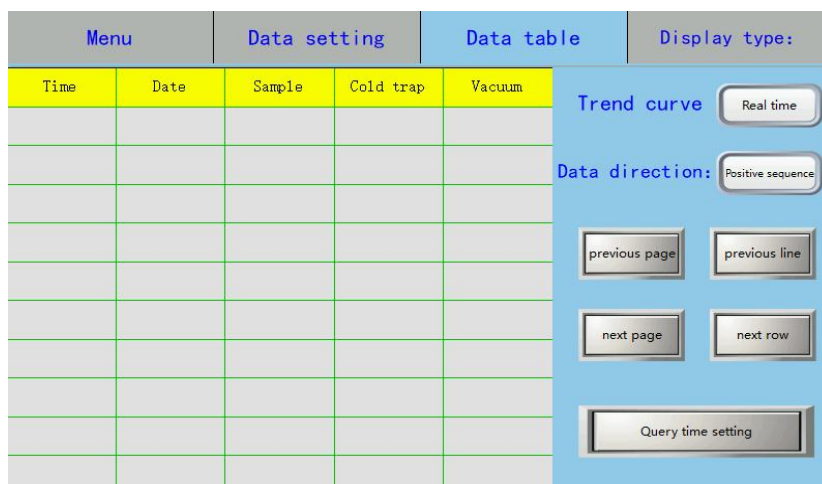 Menu Data setting Data table Display type:
Time Date Sample Cold trap Vacuum
Trend curve Real time
Data direction: Positive sequence
previous page previous line
next page next row
Query time setting